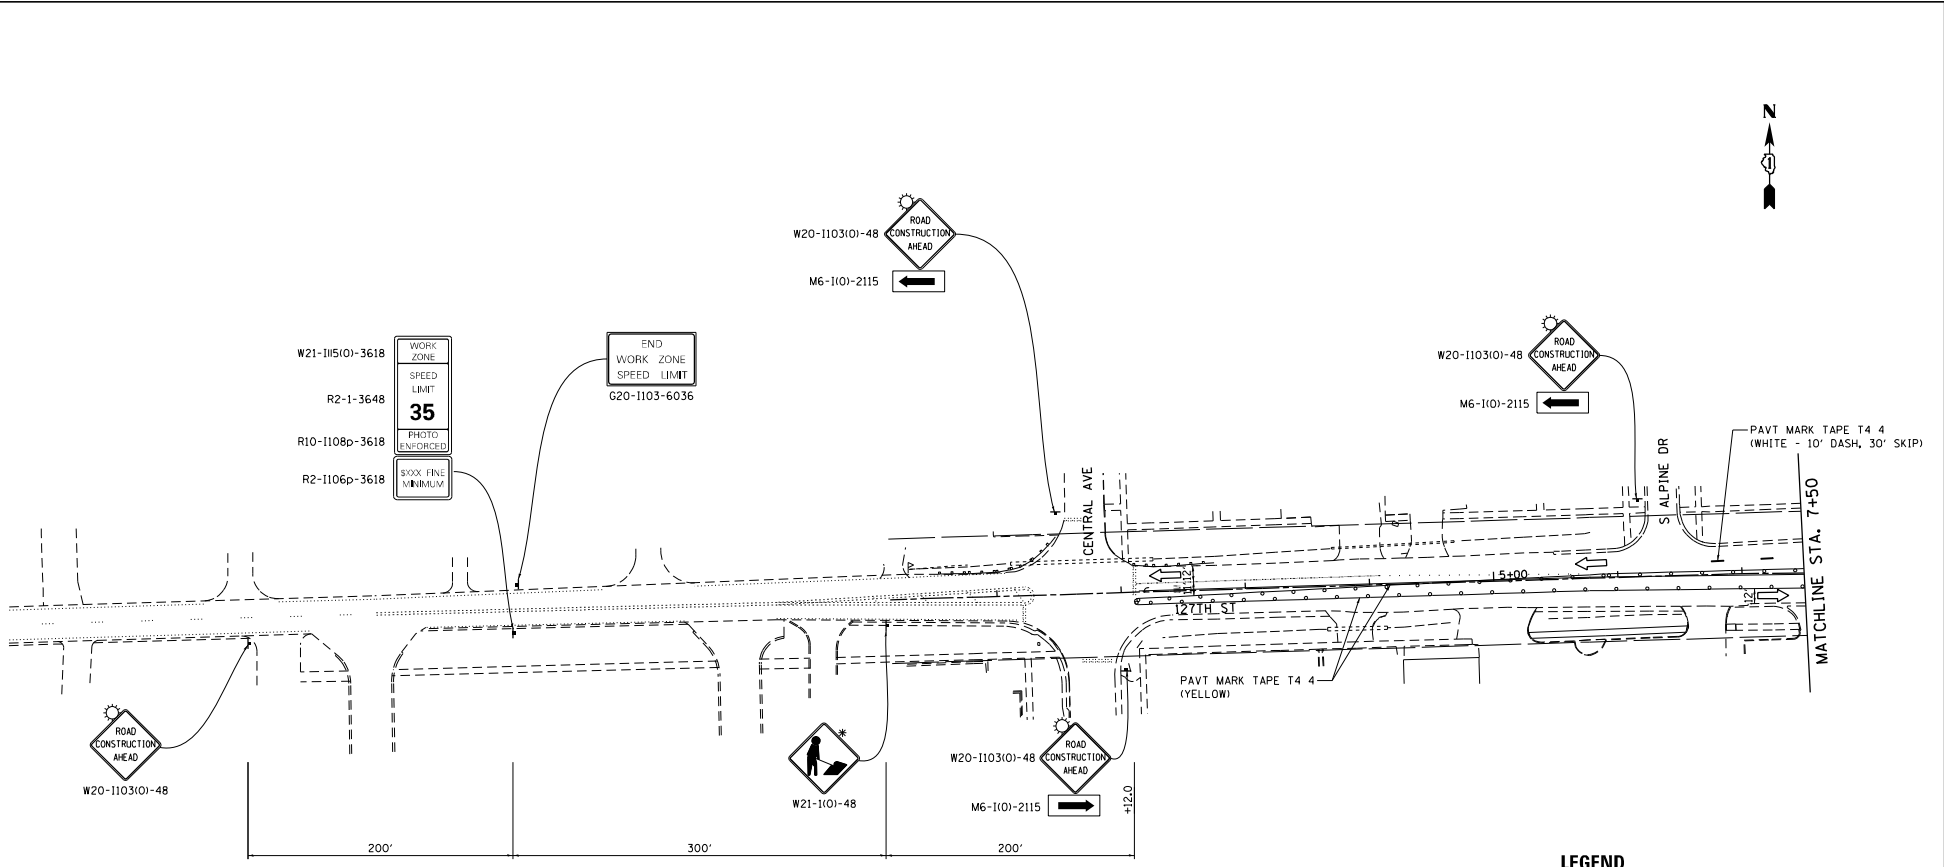 N
ROAD
CONSTRUCTION
AHEAD
W20-I103(O)-48
M6-I(O)-2115
W21-I115(O)-3618
WORK
ZONE
SPEED
LIMIT
35
R2-1-3648
R10-I108p-3618
PHOTO
ENFORCED
R2-I106p-3618
$XXX FINE
MINIMUM
END
WORK ZONE
SPEED LIMIT
G20-I103-6036
ROAD
CONSTRUCTION
AHEAD
W20-I103(O)-48
M6-I(O)-2115
PAVT MARK TAPE T4 4
(WHITE - 10' DASH, 30' SKIP)
CENTRAL AVE
S ALPINE DR
MATCHLINE STA. 7+50
5+00
12'
12'
127TH ST
PAVT MARK TAPE T4 4
(YELLOW)
ROAD
CONSTRUCTION
AHEAD
W20-I103(O)-48
*
W21-1(O)-48
ROAD
CONSTRUCTION
AHEAD
W20-I103(O)-48
M6-I(O)-2115
+12.0
200'
300'
200'
LEGEND